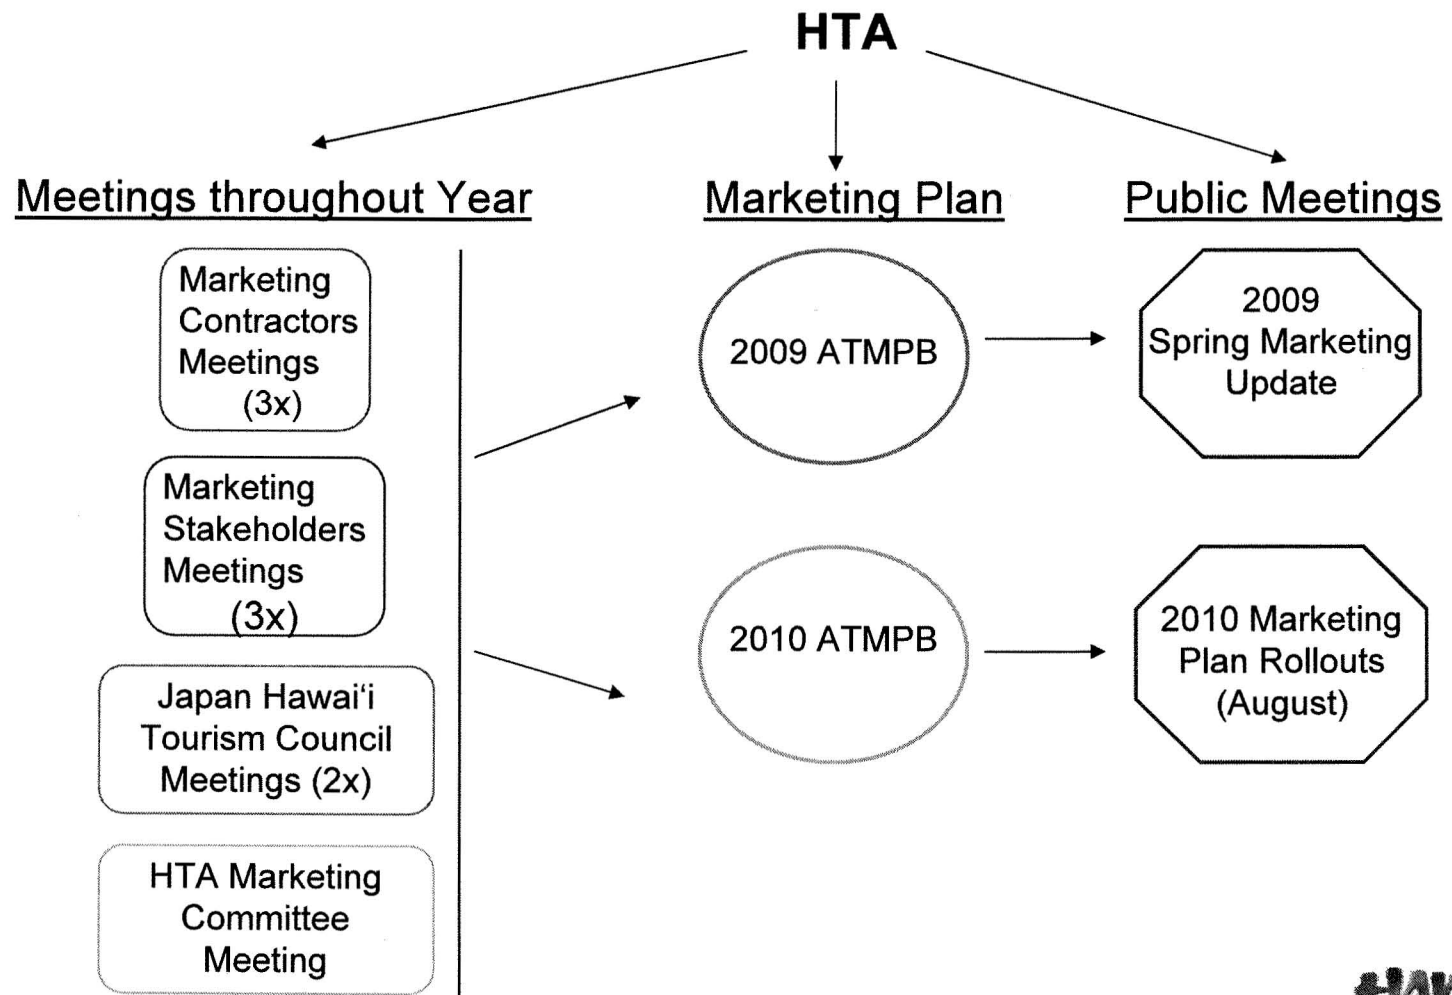 HTA
Meetings throughout Year
Marketing
Contractors
Meetings
(3x)
Marketing
Stakeholders
Meetings
(3x)
Japan Hawaiʻi
Tourism Council
Meetings (2x)
HTA Marketing
Committee
Meeting
Marketing Plan
2009 ATMPB
2010 ATMPB
Public Meetings
2009
Spring Marketing
Update
2010 Marketing
Plan Rollouts
(August)